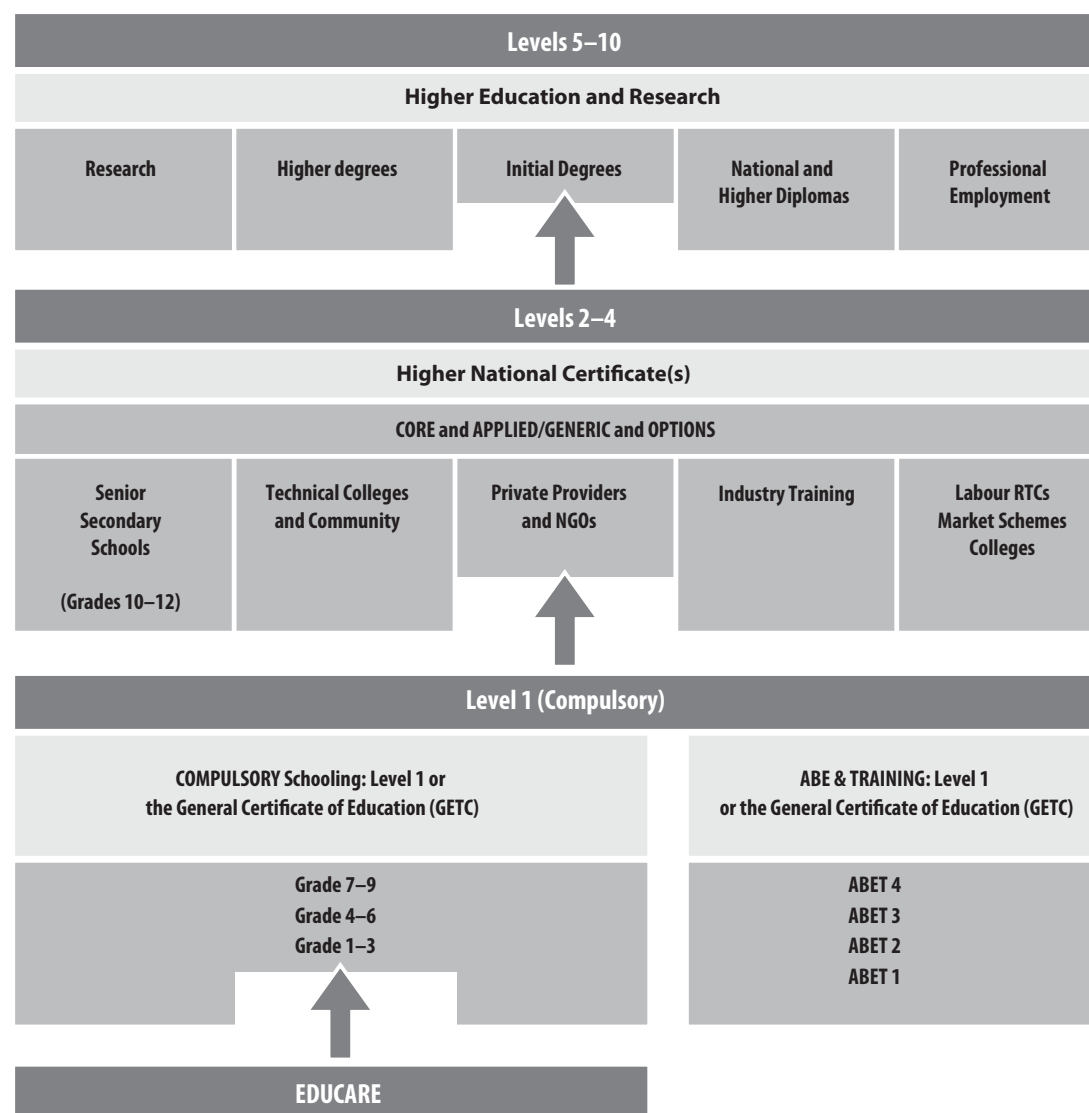 Levels 5–10
Higher Education and Research
Research
Higher degrees
Initial Degrees
National and
Higher Diplomas
Professional
Employment
Levels 2–4
Higher National Certificate(s)
CORE and APPLIED/GENERIC and OPTIONS
Senior
Secondary
Schools
(Grades 10–12)
Technical Colleges
and Community
Private Providers
and NGOs
Industry Training
Labour RTCs
Market Schemes
Colleges
Level 1 (Compulsory)
COMPULSORY Schooling: Level 1 or
the General Certificate of Education (GETC)
ABE & TRAINING: Level 1
or the General Certificate of Education (GETC)
Grade 7–9
Grade 4–6
Grade 1–3
ABET 4
ABET 3
ABET 2
ABET 1
EDUCARE